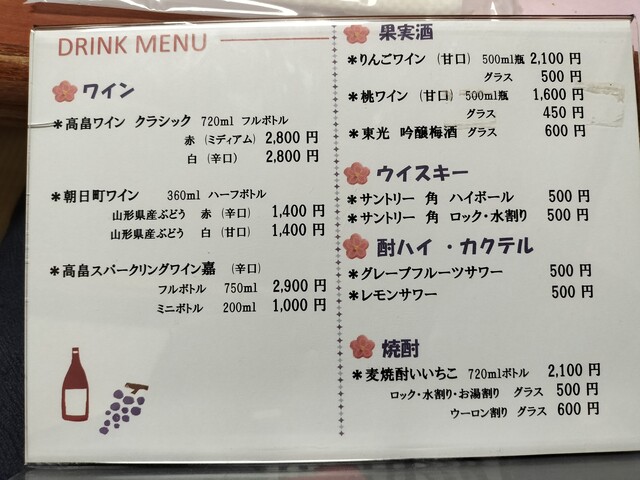 DRINK MENU
ワイン
＊高畠ワイン クラシック 720ml フルボトル
赤 (ミディアム) 2,800 円
白 (辛口) 2,800 円
＊朝日町ワイン 360ml ハーフボトル
山形県産ぶどう 赤 (辛口) 1,400 円
山形県産ぶどう 白 (甘口) 1,400 円
＊高畠スパークリングワイン嘉 (辛口)
フルボトル 750ml 2,900 円
ミニボトル 200ml 1,000 円
果実酒
＊りんごワイン (甘口) 500ml瓶 2,100 円
グラス 500 円
＊桃ワイン (甘口) 500ml瓶 1,600 円
グラス 450 円
＊東光 吟醸梅酒 グラス 600 円
ウイスキー
＊サントリー 角 ハイボール 500 円
＊サントリー 角 ロック・水割り 500 円
酎ハイ ・カクテル
＊グレープフルーツサワー 500 円
＊レモンサワー 500 円
焼酎
＊麦焼酎いいちこ 720mlボトル 2,100 円
ロック・水割り・お湯割り グラス 500 円
ウーロン割り グラス 600 円